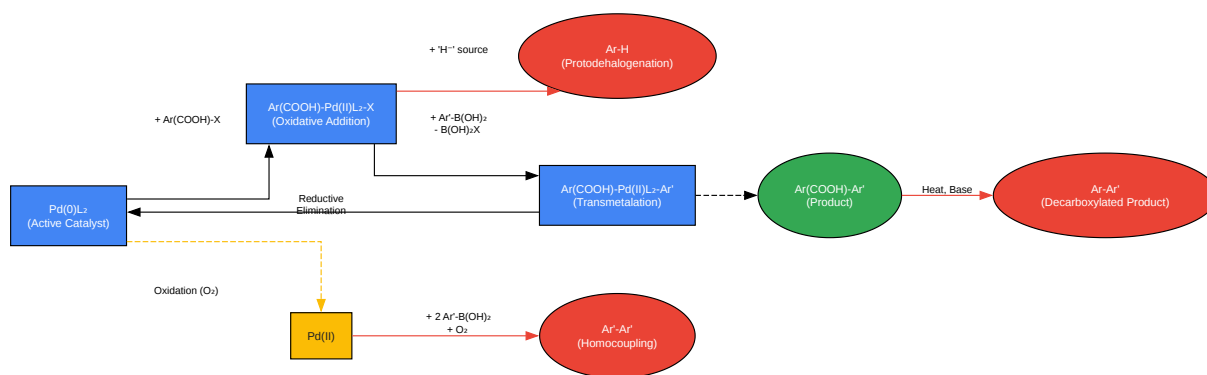 Ar-H
(Protodehalogenation)
+ 'H⁻' source
Ar(COOH)-Pd(II)L₂-X
(Oxidative Addition)
+ Ar(COOH)-X
+ Ar'-B(OH)₂
- B(OH)₂X
Ar(COOH)-Pd(II)L₂-Ar'
(Transmetalation)
Ar(COOH)-Ar'
(Product)
Heat, Base
Ar-Ar'
(Decarboxylated Product)
Reductive
Elimination
Pd(0)L₂
(Active Catalyst)
Oxidation (O₂)
Pd(II)
+ 2 Ar'-B(OH)₂
+ O₂
Ar'-Ar'
(Homocoupling)